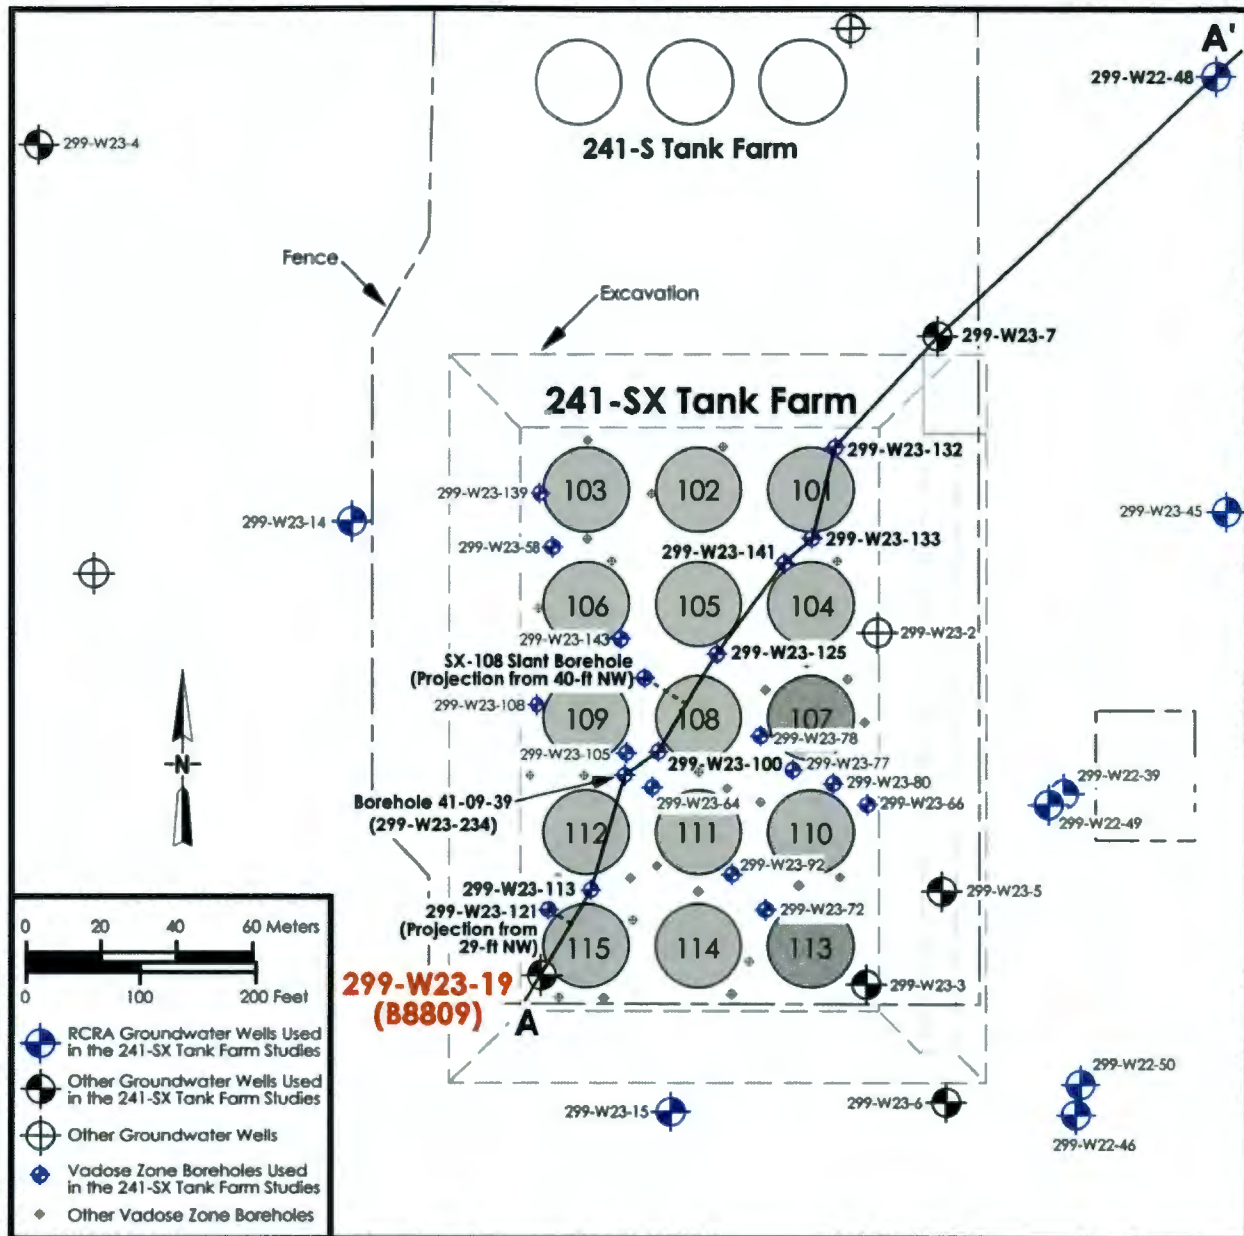 A'
299-W22-48
299-W23-4
241-S Tank Farm
Fence
Excavation
299-W23-7
241-SX Tank Farm
299-W23-132
103
102
101
299-W23-139
299-W23-14
299-W23-45
299-W23-133
299-W23-58
299-W23-141
106
105
104
299-W23-2
299-W23-143
299-W23-125
SX-108 Slant Borehole
(Projection from 40-ft NW)
299-W23-108
109
108
107
299-W23-78
299-W23-105
299-W23-100
299-W23-77
299-W23-80
299-W22-39
N
299-W23-64
299-W23-66
Borehole 41-09-39
(299-W23-234)
299-W22-49
112
111
110
299-W23-92
299-W23-113
299-W23-5
299-W23-121
(Projection from
29-ft NW)
299-W23-72
115
114
113
299-W23-19
(B8809)
299-W23-3
A
299-W22-50
299-W23-15
299-W23-6
299-W22-46
0 20 40 60 Meters
0 100 200 Feet
RCRA Groundwater Wells Used
in the 241-SX Tank Farm Studies
Other Groundwater Wells Used
in the 241-SX Tank Farm Studies
Other Groundwater Wells
Vadose Zone Boreholes Used
in the 241-SX Tank Farm Studies
Other Vadose Zone Boreholes